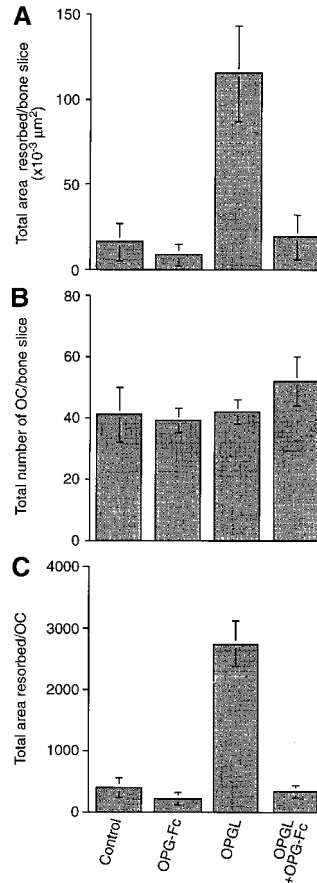 A
Total area resorbed/bone slice
(x10⁻³ µm²)
150
100
50
0
B
Total number of OC/bone slice
80
60
40
20
0
C
Total area resorbed/OC
4000
3000
2000
1000
0
Control
OPG-Fc
OPGL
OPGL
+OPG-Fc